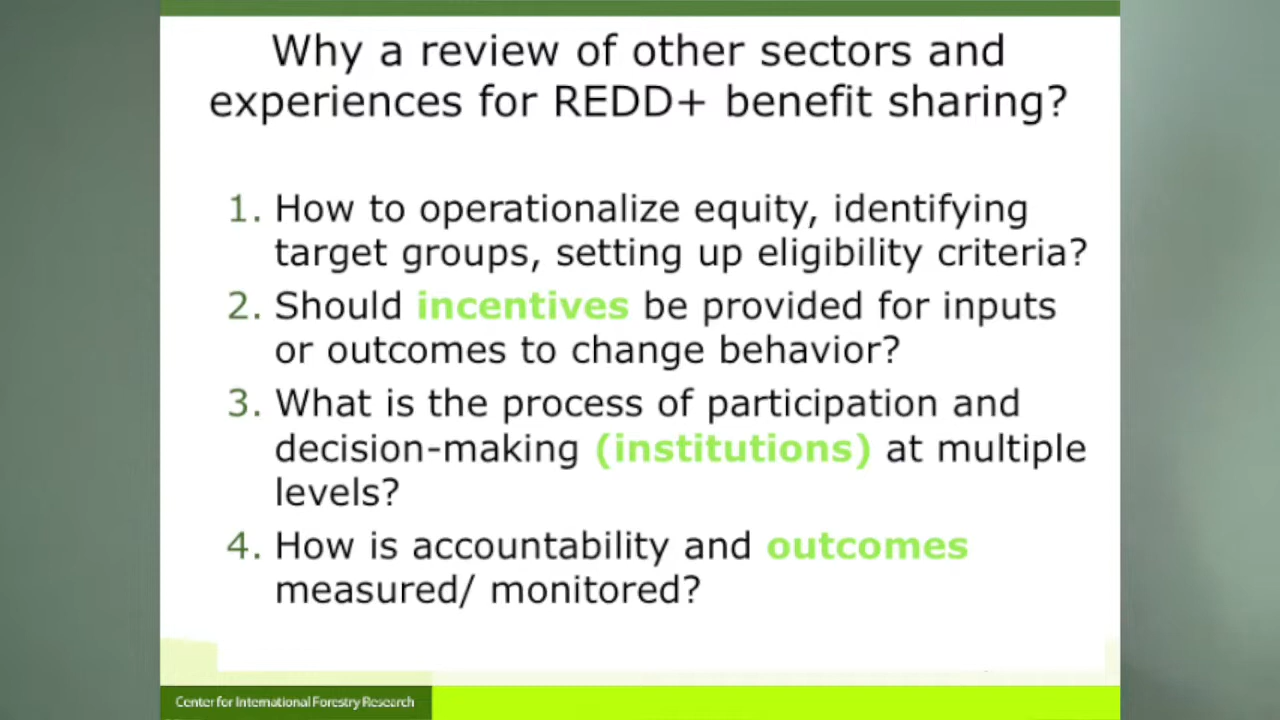 Why a review of other sectors and
experiences for REDD+ benefit sharing?
1. How to operationalize equity, identifying
target groups, setting up eligibility criteria?
2. Should incentives be provided for inputs
or outcomes to change behavior?
3. What is the process of participation and
decision-making (institutions) at multiple
levels?
4. How is accountability and outcomes
measured/ monitored?
Center for International Forestry Research